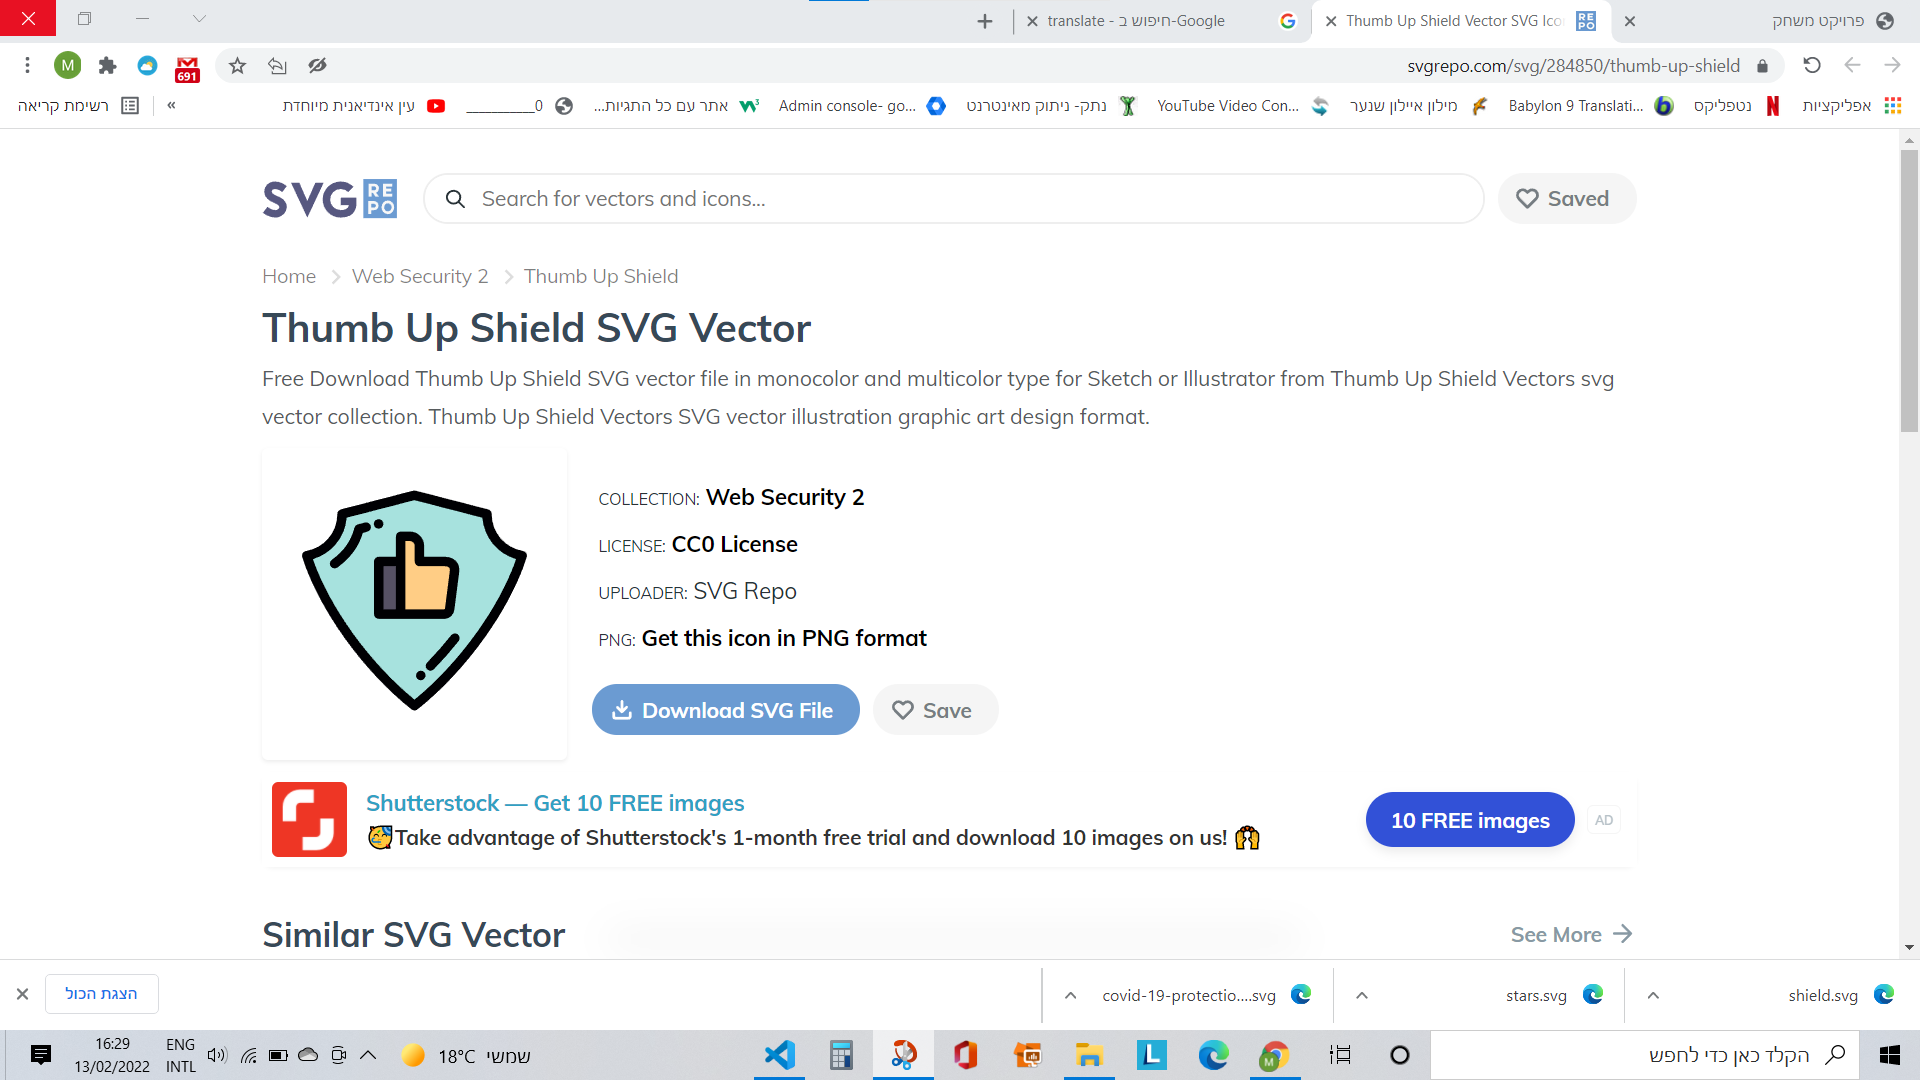 פרויקט משחק
Thumb Up Shield Vector SVG Ico
translate - חיפוש ב-Google
svgrepo.com/svg/284850/thumb-up-shield
M
691
אפליקציות
נטפליקס
Babylon 9 Translati...
מילון איילון שנער
YouTube Video Con...
נתק- ניתוק מאינטרנט
Admin console- go...
אתר עם כל התגיות...
__________0
עין אינדיאנית מיוחדת
»
רשימת קריאה
SVG REPO
Search for vectors and icons...
Saved
Home > Web Security 2 > Thumb Up Shield
Thumb Up Shield SVG Vector
Free Download Thumb Up Shield SVG vector file in monocolor and multicolor type for Sketch or Illustrator from Thumb Up Shield Vectors svg
vector collection. Thumb Up Shield Vectors SVG vector illustration graphic art design format.
COLLECTION: Web Security 2
LICENSE: CC0 License
UPLOADER: SVG Repo
PNG: Get this icon in PNG format
Download SVG File
Save
Shutterstock — Get 10 FREE images
🥳Take advantage of Shutterstock's 1-month free trial and download 10 images on us! 🙌
10 FREE images
AD
Similar SVG Vector
See More →
shield.svg
stars.svg
covid-19-protectio....svg
הצגת הכול
הקלד כאן כדי לחפש
L
M
18°C שמשי
ENG
INTL
16:29
13/02/2022